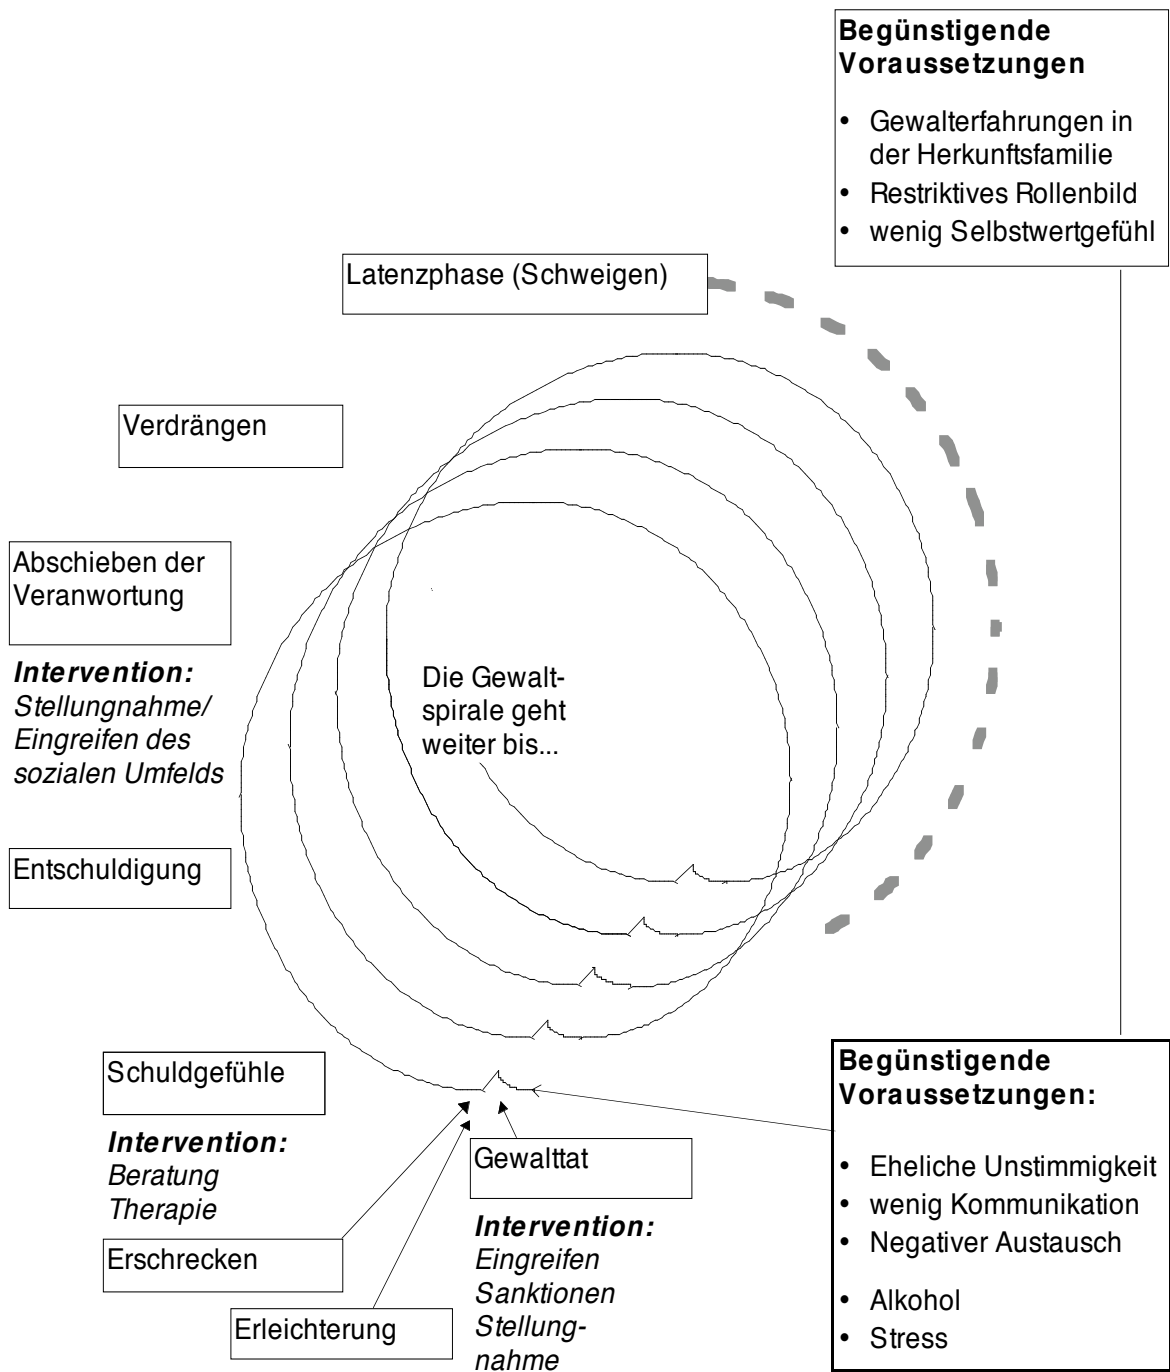 Begünstigende
Voraussetzungen
• Gewalterfahrungen in
der Herkunftsfamilie
• Restriktives Rollenbild
• wenig Selbstwertgefühl
Latenzphase (Schweigen)
Verdrängen
Abschieben der
Veranwortung
Intervention:
Stellungnahme/
Eingreifen des
sozialen Umfelds
Die Gewalt-
spirale geht
weiter bis...
Entschuldigung
Schuldgefühle
Intervention:
Beratung
Therapie
Erschrecken
Erleichterung
Gewalttat
Intervention:
Eingreifen
Sanktionen
Stellung-
nahme
Begünstigende
Voraussetzungen:
• Eheliche Unstimmigkeit
• wenig Kommunikation
• Negativer Austausch
• Alkohol
• Stress